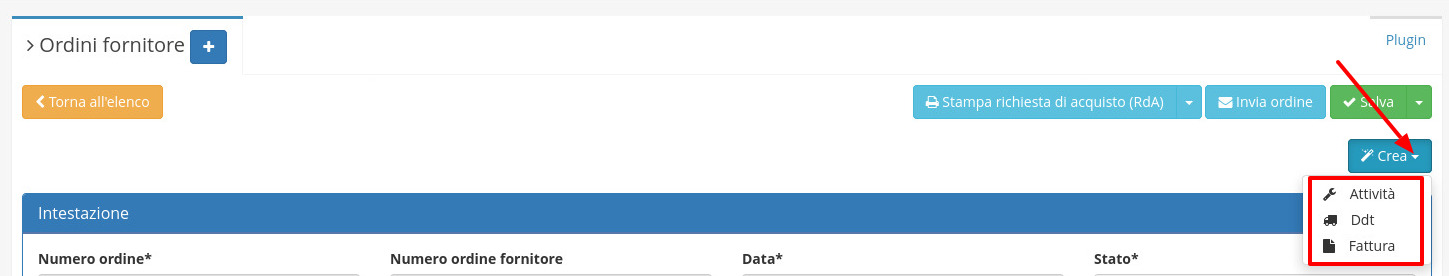 Ordini fornitore
Plugin
Torna all'elenco
Stampa richiesta di acquisto (RdA)
Invia ordine
Salva
Crea
Attività
Ddt
Fattura
Intestazione
Numero ordine*
Numero ordine fornitore
Data*
Stato*